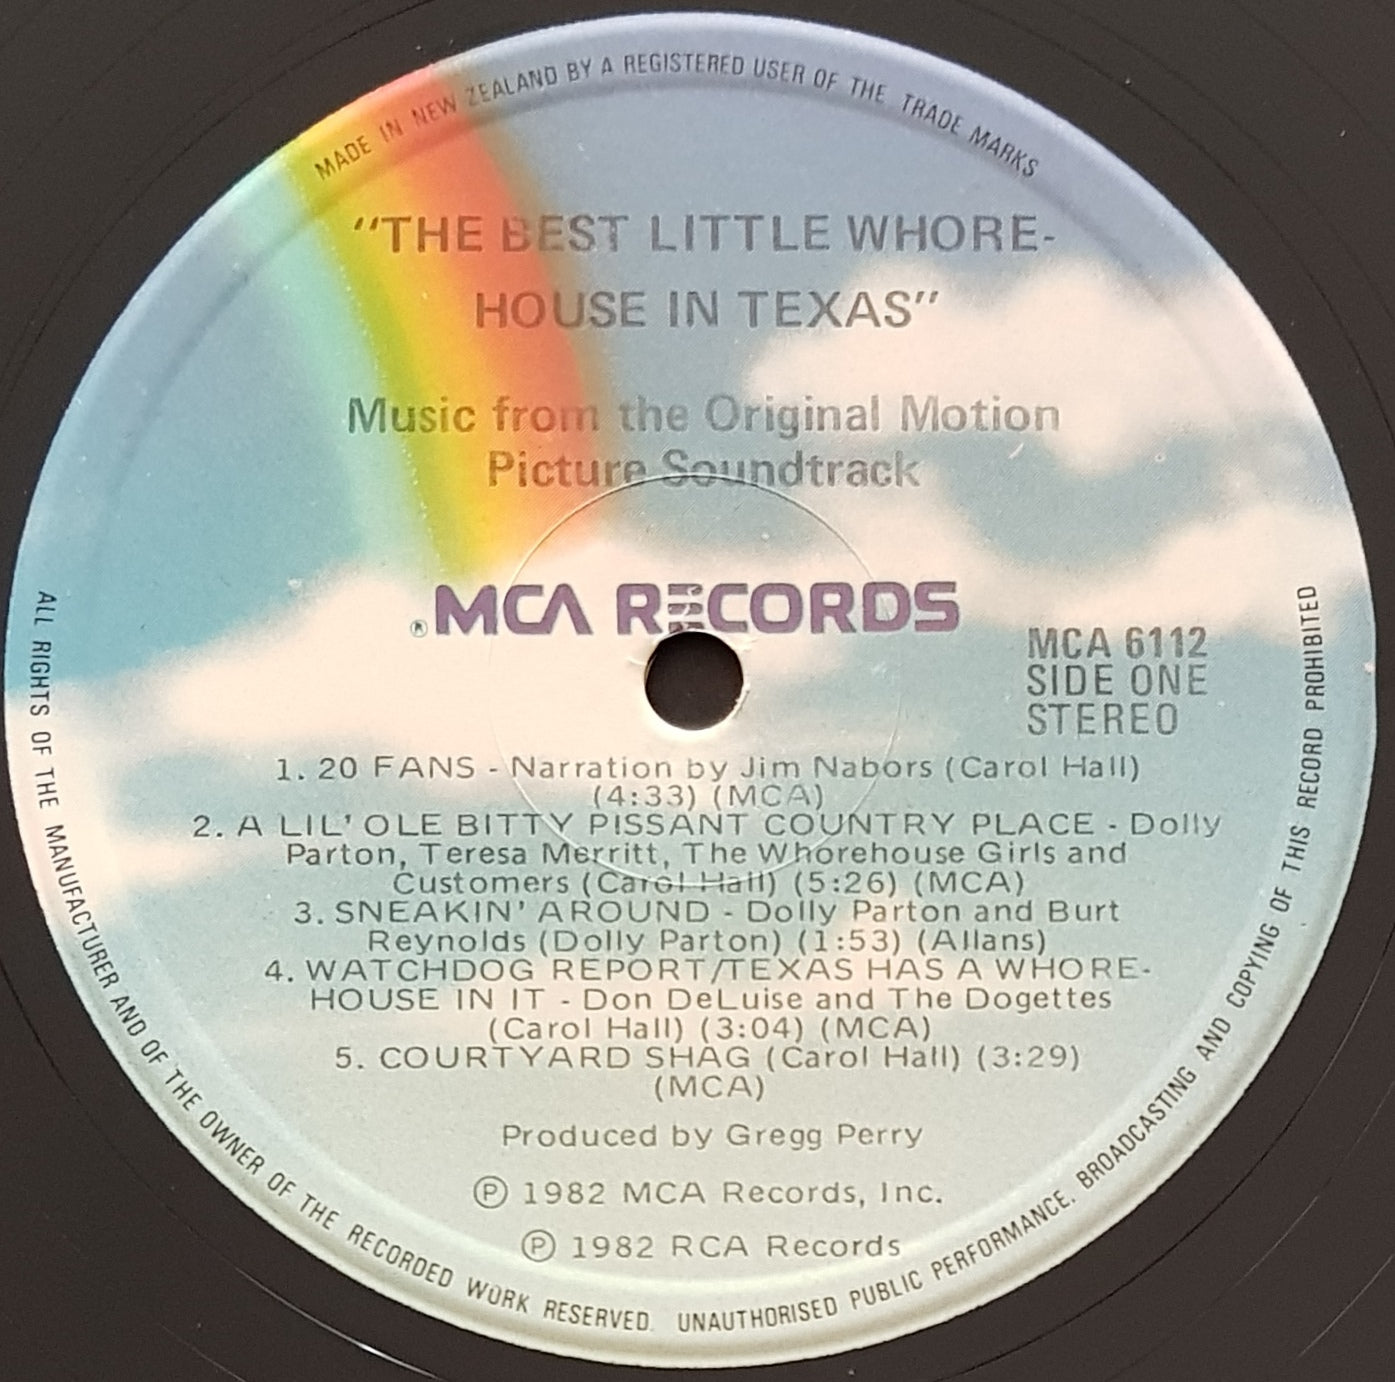 MADE IN NEW ZEALAND BY A REGISTERED USER OF THE TRADE MARKS
"THE BEST LITTLE WHORE-
HOUSE IN TEXAS"
Music from the Original Motion
Picture Soundtrack
®MCA RECORDS
MCA 6112
SIDE ONE
STEREO
1. 20 FANS - Narration by Jim Nabors (Carol Hall)
(4:33) (MCA)
2. A LIL' OLE BITTY PISSANT COUNTRY PLACE - Dolly
Parton, Teresa Merritt, The Whorehouse Girls and
Customers (Carol Hall) (5:26) (MCA)
3. SNEAKIN' AROUND - Dolly Parton and Burt
Reynolds (Dolly Parton) (1:53) (Allans)
4. WATCHDOG REPORT/TEXAS HAS A WHORE-
HOUSE IN IT - Don DeLuise and The Dogettes
(Carol Hall) (3:04) (MCA)
5. COURTYARD SHAG (Carol Hall) (3:29)
(MCA)
Produced by Gregg Perry
Ⓟ 1982 MCA Records, Inc.
Ⓟ 1982 RCA Records
ALL RIGHTS OF THE MANUFACTURER AND OF THE OWNER OF THE RECORDED WORK RESERVED. UNAUTHORISED PUBLIC PERFORMANCE. BROADCASTING AND COPYING OF THIS RECORD PROHIBITED